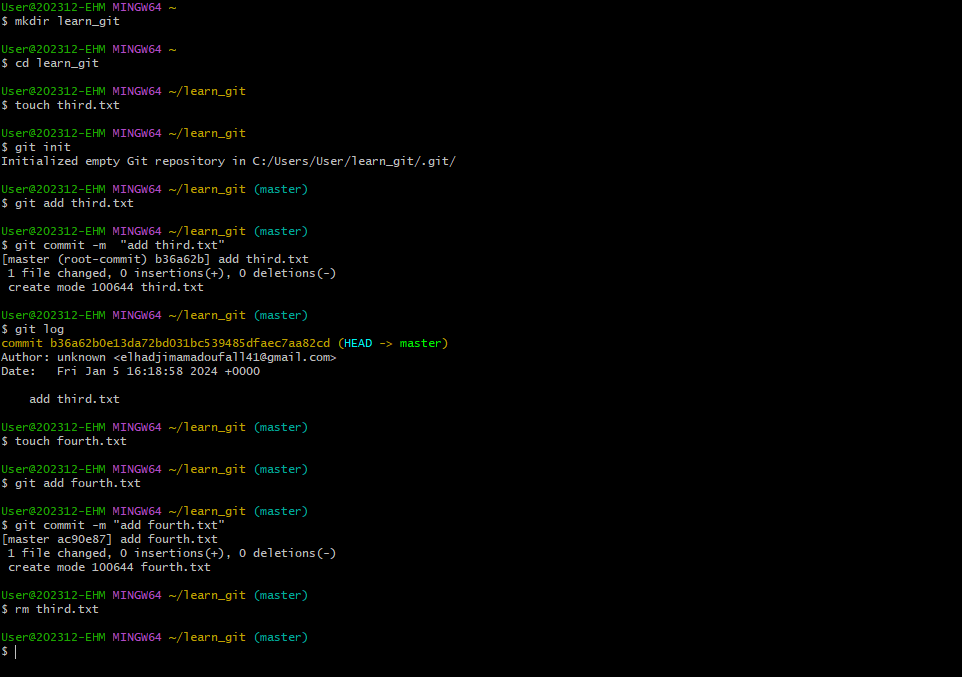 User@202312-EHM MINGW64 ~
$ mkdir learn_git
User@202312-EHM MINGW64 ~
$ cd learn_git
User@202312-EHM MINGW64 ~/learn_git
$ touch third.txt
User@202312-EHM MINGW64 ~/learn_git
$ git init
Initialized empty Git repository in C:/Users/User/learn_git/.git/
User@202312-EHM MINGW64 ~/learn_git (master)
$ git add third.txt
User@202312-EHM MINGW64 ~/learn_git (master)
$ git commit -m  "add third.txt"
[master (root-commit) b36a62b] add third.txt
 1 file changed, 0 insertions(+), 0 deletions(-)
 create mode 100644 third.txt
User@202312-EHM MINGW64 ~/learn_git (master)
$ git log
commit b36a62b0e13da72bd031bc539485dfaec7aa82cd (HEAD -> master)
Author: unknown <elhadjimamadoufall41@gmail.com>
Date:   Fri Jan 5 16:18:58 2024 +0000
    add third.txt
User@202312-EHM MINGW64 ~/learn_git (master)
$ touch fourth.txt
User@202312-EHM MINGW64 ~/learn_git (master)
$ git add fourth.txt
User@202312-EHM MINGW64 ~/learn_git (master)
$ git commit -m "add fourth.txt"
[master ac90e87] add fourth.txt
 1 file changed, 0 insertions(+), 0 deletions(-)
 create mode 100644 fourth.txt
User@202312-EHM MINGW64 ~/learn_git (master)
$ rm third.txt
User@202312-EHM MINGW64 ~/learn_git (master)
$